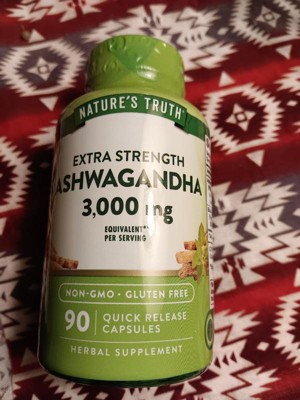 NATURE'S TRUTH
EXTRA STRENGTH
ASHWAGANDHA
3,000 mg
EQUIVALENT**
PER SERVING
NON-GMO • GLUTEN FREE
90 QUICK RELEASE
CAPSULES
HERBAL SUPPLEMENT